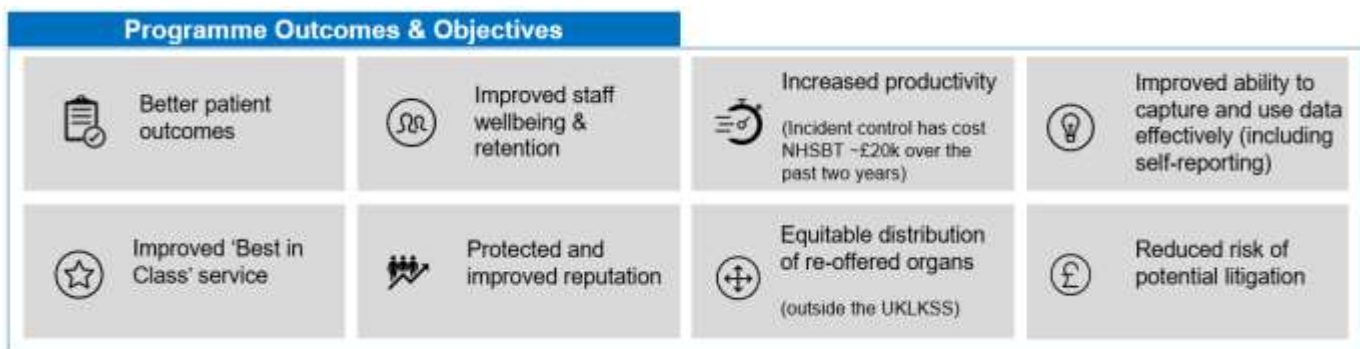 Programme Outcomes & Objectives
Better patient
outcomes
Improved staff
wellbeing &
retention
Increased productivity
(Incident control has cost
NHSBT ~£20k over the
past two years)
Improved ability to
capture and use data
effectively (including
self-reporting)
Improved ‘Best in
Class’ service
Protected and
improved reputation
Equitable distribution
of re-offered organs
(outside the UKLKSS)
£
Reduced risk of
potential litigation